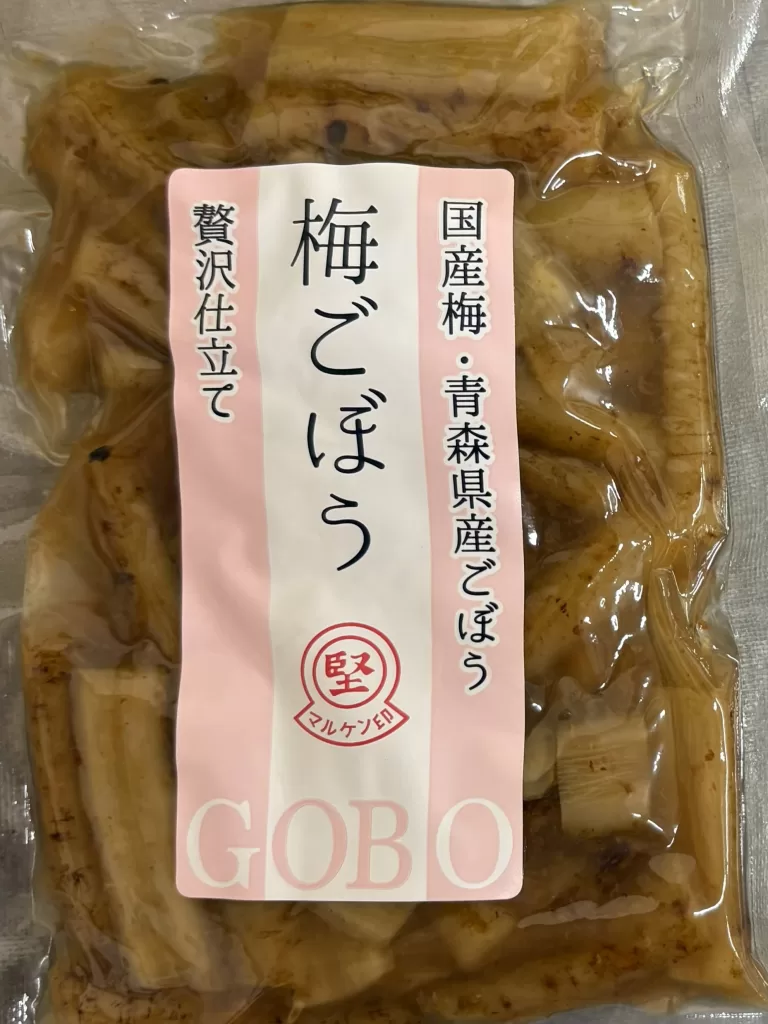 国産梅・青森県産ごぼう
梅ごぼう
贅沢仕立て
堅
マルケン印
GOBO